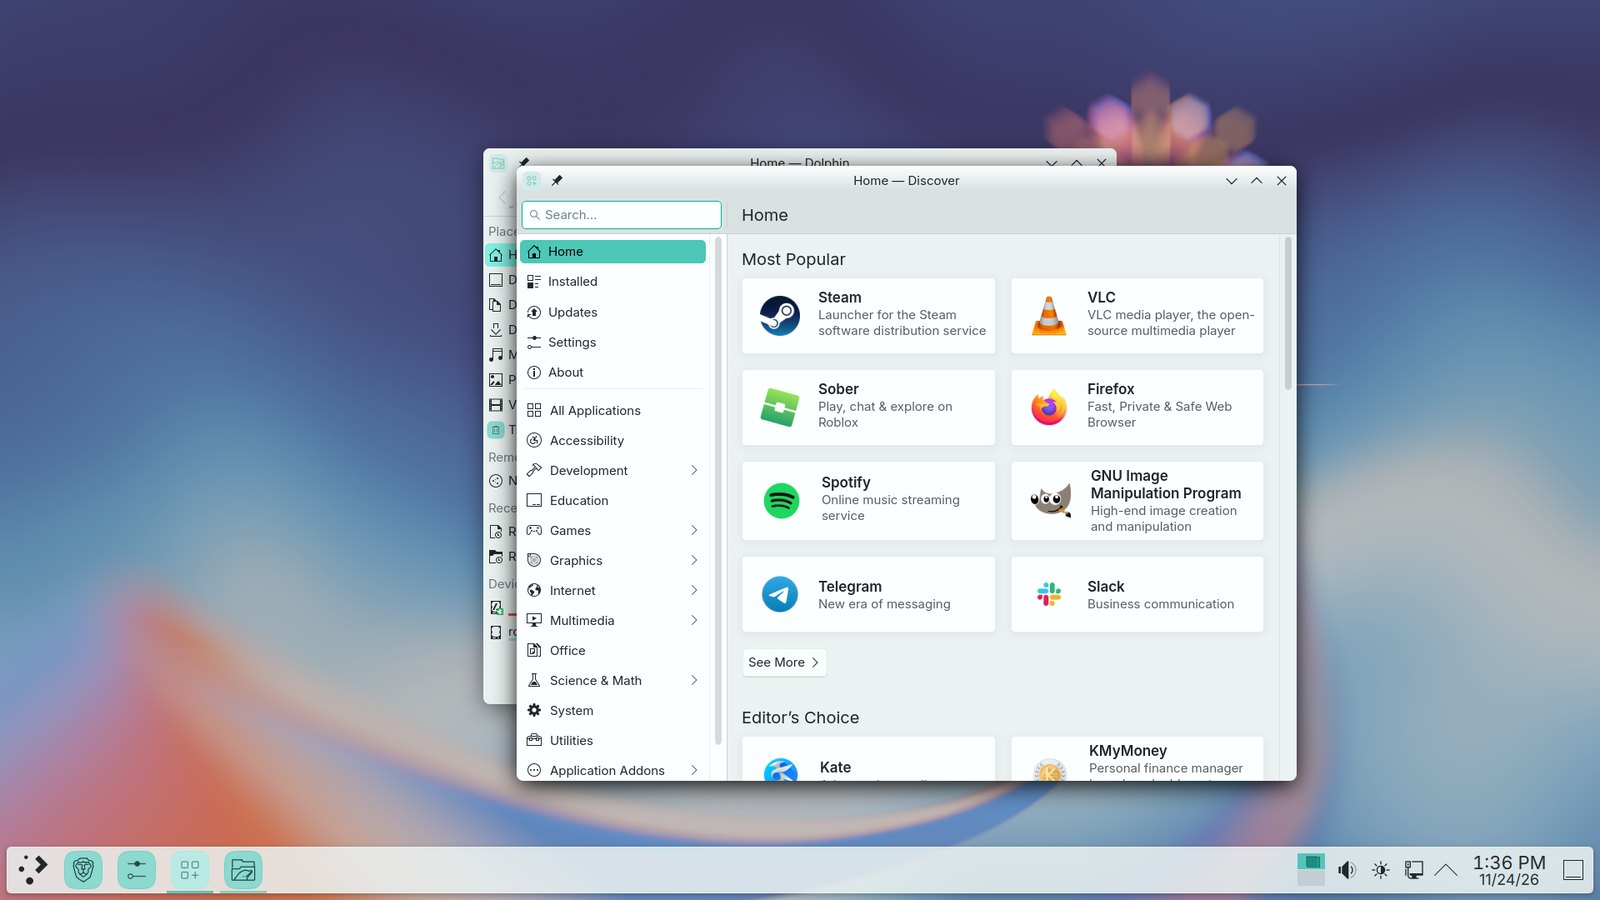 Home — Dolphin
Home — Discover
Search...
Home
Home
Installed
Updates
Settings
About
All Applications
Accessibility
Development
Education
Games
Graphics
Internet
Multimedia
Office
Science & Math
System
Utilities
Application Addons
Most Popular
Steam
Launcher for the Steam
software distribution service
VLC
VLC media player, the open-
source multimedia player
Sober
Play, chat & explore on
Roblox
Firefox
Fast, Private & Safe Web
Browser
Spotify
Online music streaming
service
GNU Image
Manipulation Program
High-end image creation
and manipulation
Telegram
New era of messaging
Slack
Business communication
See More
Editor’s Choice
Kate
KMyMoney
Personal finance manager
1:36 PM
11/24/26